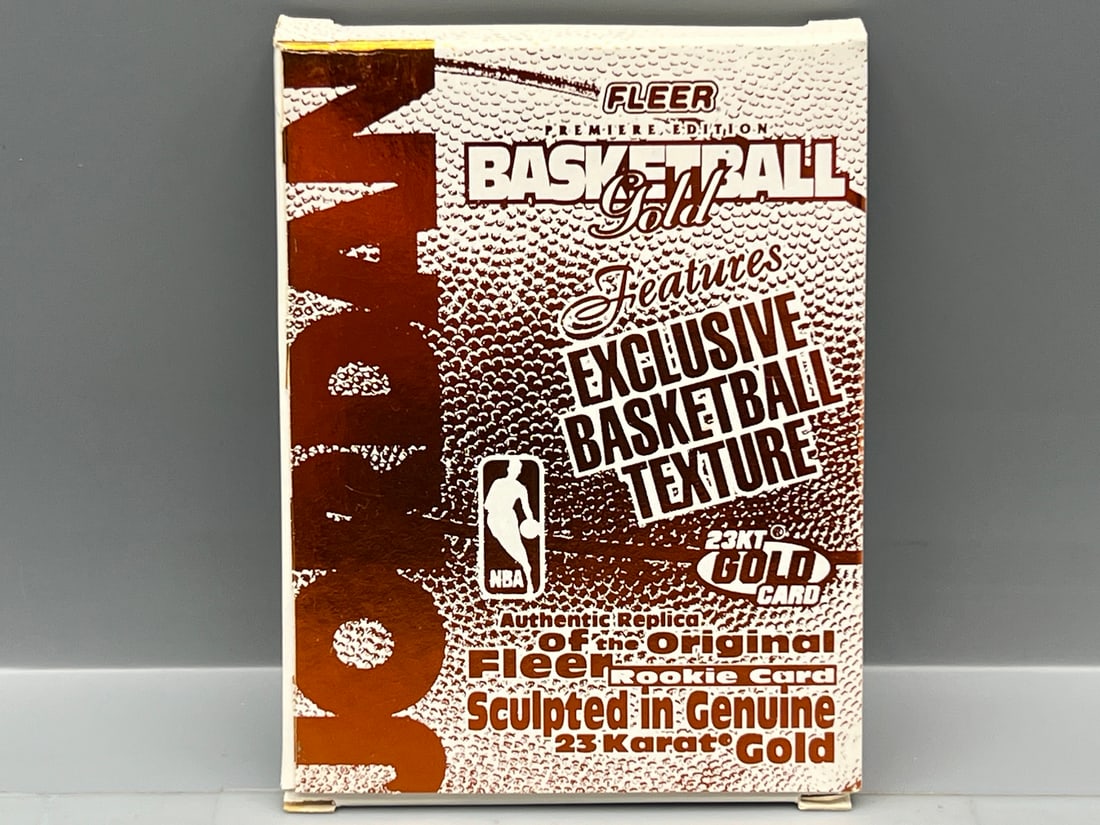 JORDAN
FLEER
PREMIERE EDITION
BASKETBALL
Gold
Features
EXCLUSIVE
BASKETBALL
TEXTURE
NBA
23KT
GOLD
CARD
Authentic Replica
Of the Original
Fleer Rookie Card
Sculpted in Genuine
23 Karat® Gold